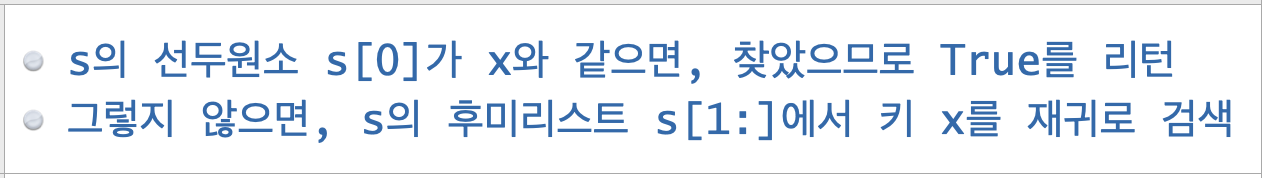 s의 선두원소 s[0]가 x와 같으면, 찾았으므로 True를 리턴
그렇지 않으면, s의 후미리스트 s[1:]에서 키 x를 재귀로 검색